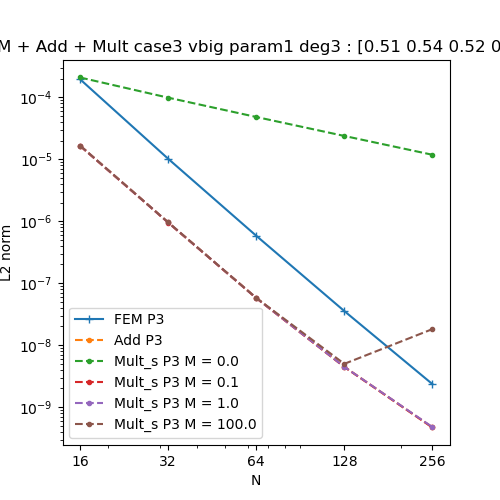 M + Add + Mult case3 vbig param1 deg3 : [0.51 0.54 0.52 0
10⁻⁴
10⁻⁵
10⁻⁶
10⁻⁷
10⁻⁸
10⁻⁹
L2 norm
FEM P3
Add P3
Mult_s P3 M = 0.0
Mult_s P3 M = 0.1
Mult_s P3 M = 1.0
Mult_s P3 M = 100.0
16 32 64 128 256
N